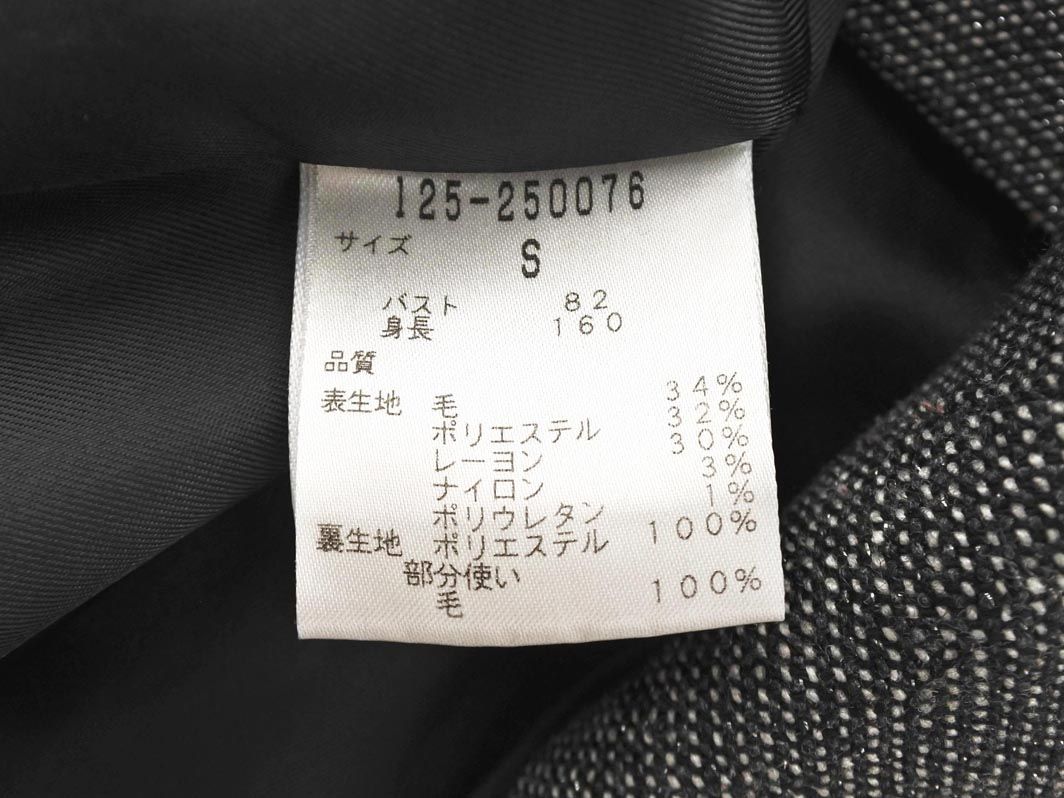 125-250076
サイズ S
バスト 82
身長 160
品質
表生地 毛 34%
ポリエステル 32%
レーヨン 30%
ナイロン 3%
ポリウレタン 1%
裏生地 ポリエステル 100%
部分使い
毛 100%